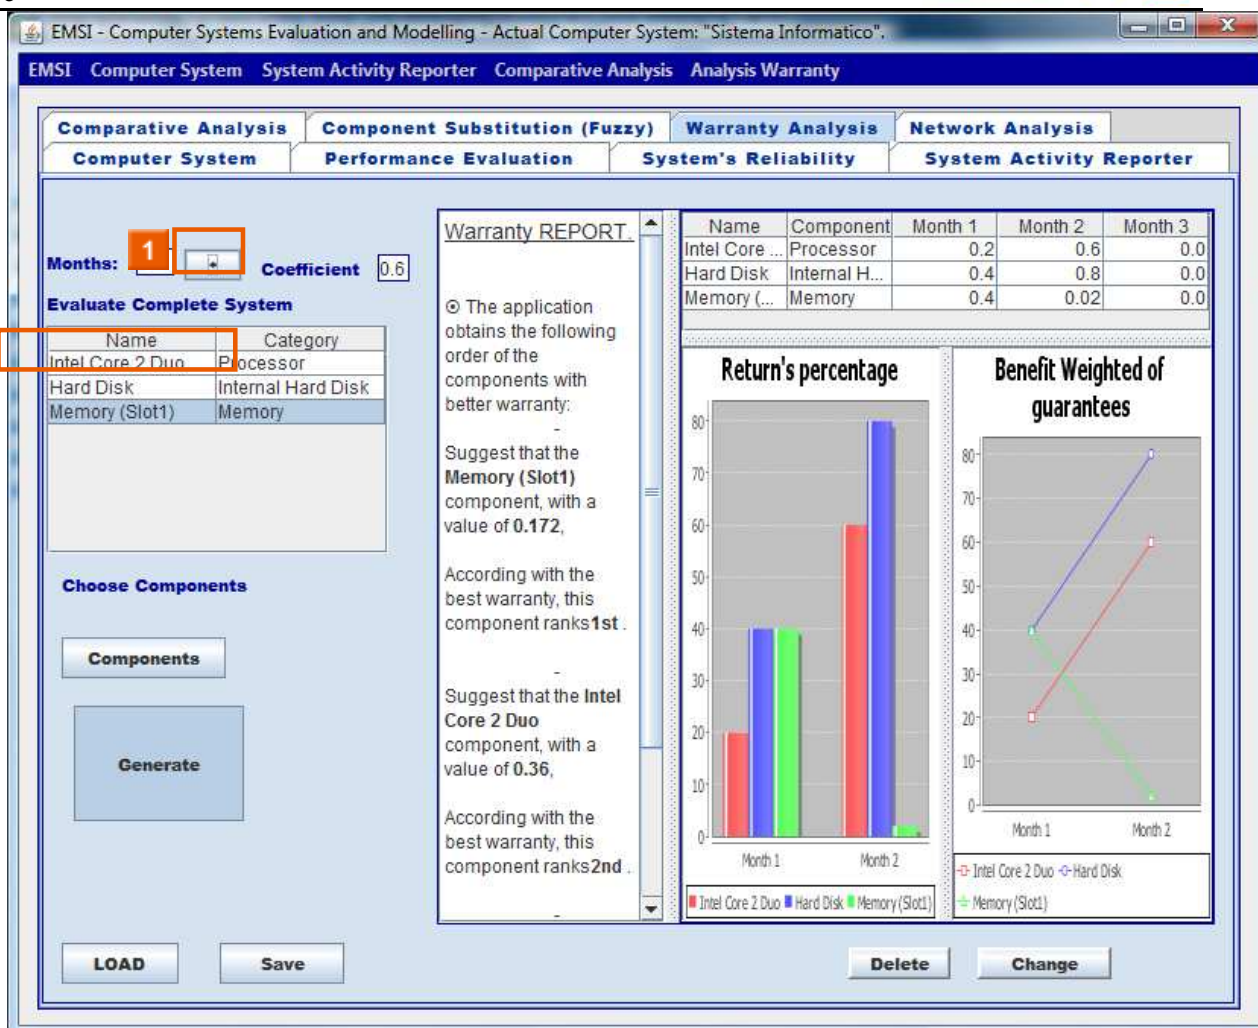 EMSI - Computer Systems Evaluation and Modelling - Actual Computer System: "Sistema Informatico".
EMSI Computer System System Activity Reporter Comparative Analysis Analysis Warranty
Comparative Analysis Component Substitution (Fuzzy) Warranty Analysis Network Analysis
Computer System Performance Evaluation System's Reliability System Activity Reporter
Months: 1 Coefficient 0.6
Evaluate Complete System
Name Category
Intel Core 2 Duo Processor
Hard Disk Internal Hard Disk
Memory (Slot1) Memory
Choose Components
Components
Generate
LOAD Save
Warranty REPORT.
⊙ The application
obtains the following
order of the
components with
better warranty:
-
Suggest that the
Memory (Slot1)
component, with a
value of 0.172,
According with the
best warranty, this
component ranks1st .
-
Suggest that the Intel
Core 2 Duo
component, with a
value of 0.36,
According with the
best warranty, this
component ranks2nd .
-
Name Component Month 1 Month 2 Month 3
Intel Core ... Processor 0.2 0.6 0.0
Hard Disk Internal H... 0.4 0.8 0.0
Memory (... Memory 0.4 0.02 0.0
Return's percentage
80
70
60
50
40
30
20
10
0
Month 1 Month 2
Intel Core 2 Duo Hard Disk Memory (Slot1)
Benefit Weighted of
guarantees
80
70
60
50
40
30
20
10
0
Month 1 Month 2
Intel Core 2 Duo Hard Disk
Memory (Slot1)
Delete Change